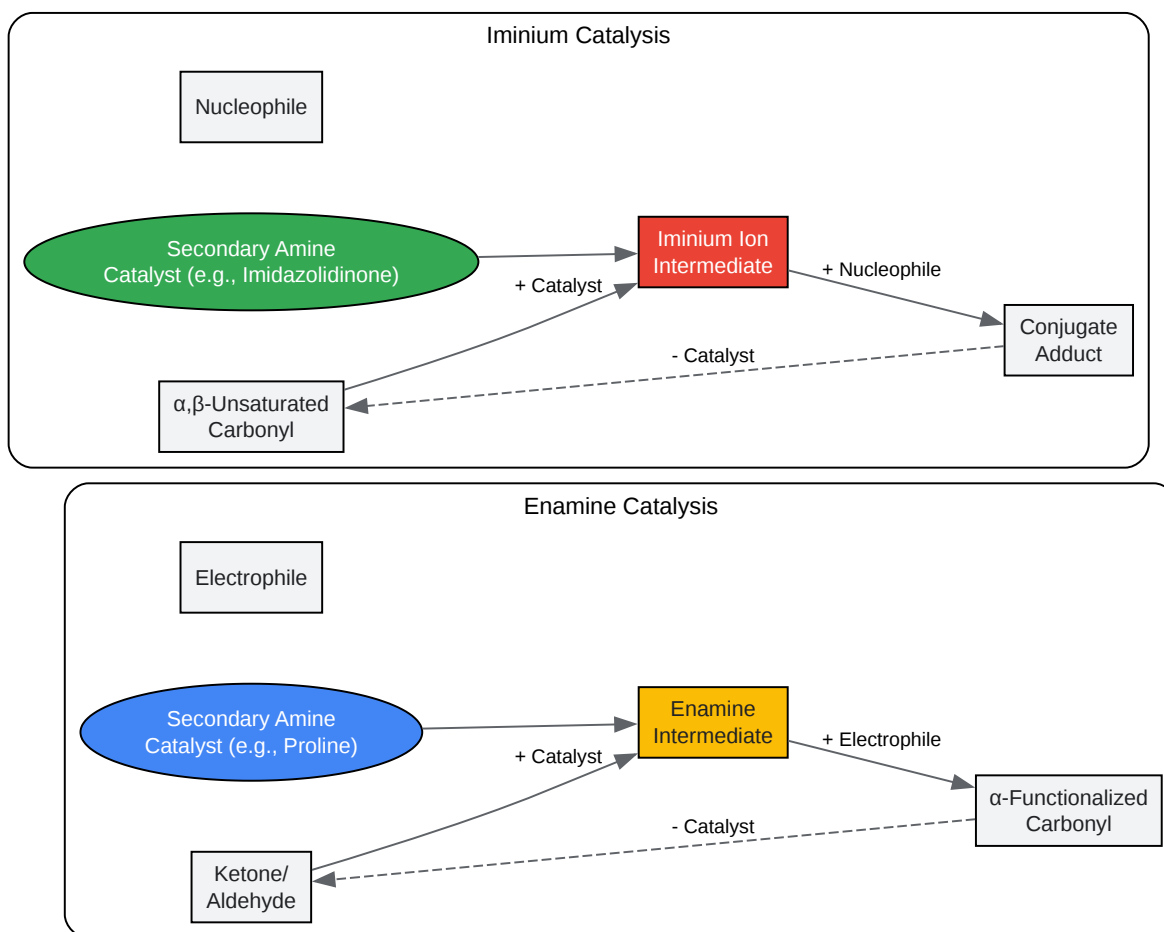 Iminium Catalysis
Nucleophile
Secondary Amine
Catalyst (e.g., Imidazolidinone)
Iminium Ion
Intermediate
+ Catalyst
+ Nucleophile
Conjugate
Adduct
- Catalyst
α,β-Unsaturated
Carbonyl
Enamine Catalysis
Electrophile
Secondary Amine
Catalyst (e.g., Proline)
Enamine
Intermediate
+ Catalyst
+ Electrophile
α-Functionalized
Carbonyl
- Catalyst
Ketone/
Aldehyde